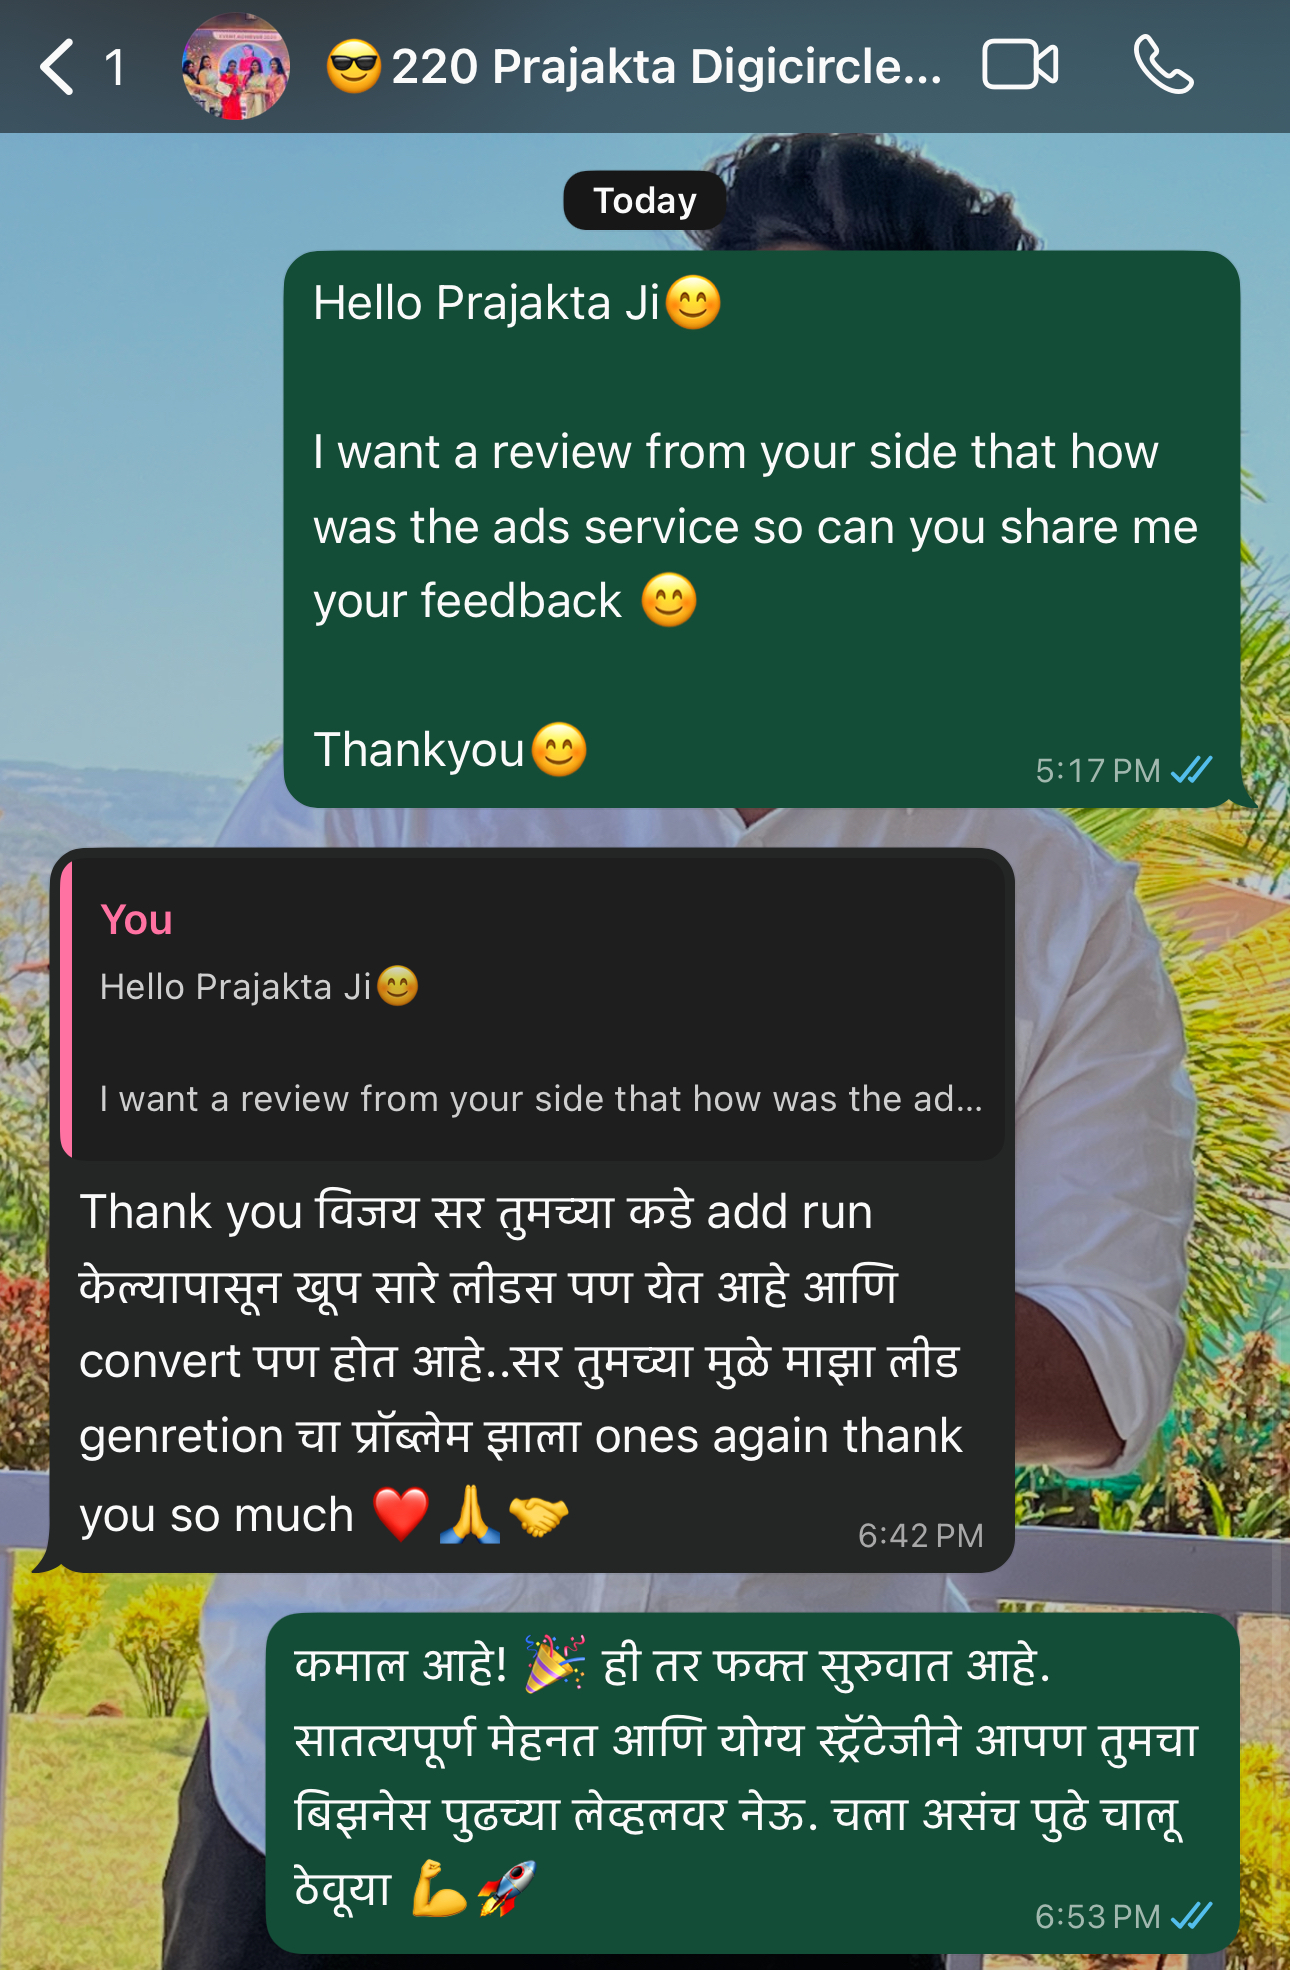 1
😎220 Prajakta Digicircle...
Today
Hello Prajakta Ji😊
I want a review from your side that how
was the ads service so can you share me
your feedback 😊
Thankyou😊
5:17 PM
You
Hello Prajakta Ji😊
I want a review from your side that how was the ad...
Thank you विजय सर तुमच्या कडे add run
केल्यापासून खूप सारे लीडस पण येत आहे आणि
convert पण होत आहे..सर तुमच्या मुळे माझा लीड
genretion चा प्रॉब्लेम झाला ones again thank
you so much ❤️🙏🤝
6:42 PM
कमाल आहे! 🎉 ही तर फक्त सुरुवात आहे.
सातत्यपूर्ण मेहनत आणि योग्य स्ट्रॅटेजीने आपण तुमचा
बिझनेस पुढच्या लेव्हलवर नेऊ. चला असंच पुढे चालू
ठेवूया 💪🚀
6:53 PM